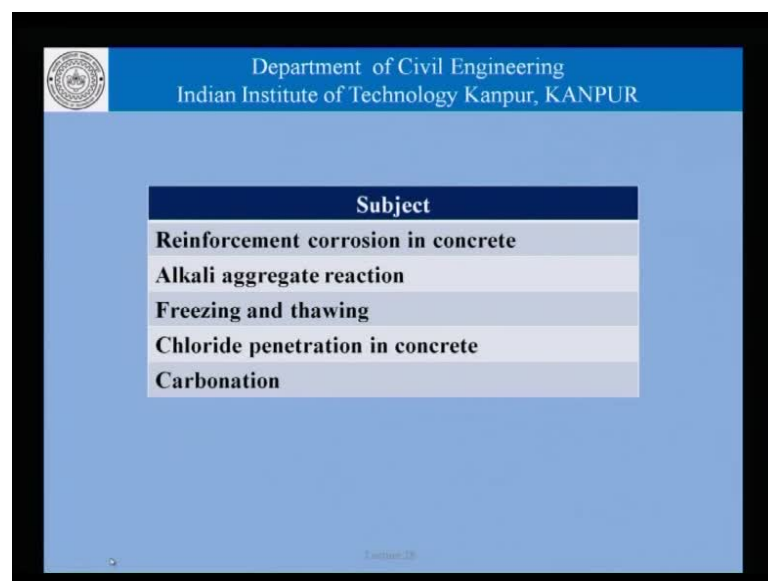 Department of Civil Engineering
Indian Institute of Technology Kanpur, KANPUR
Subject
Reinforcement corrosion in concrete
Alkali aggregate reaction
Freezing and thawing
Chloride penetration in concrete
Carbonation